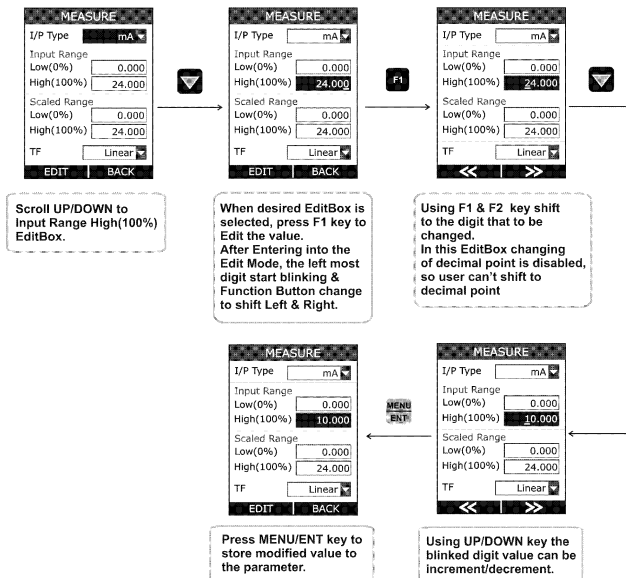 MEASURE
I/P Type mA
Input Range
Low(0%) 0.000
High(100%) 24.000
Scaled Range
Low(0%) 0.000
High(100%) 24.000
TF Linear
EDIT BACK
Scroll UP/DOWN to
Input Range High(100%)
EditBox.
MEASURE
I/P Type mA
Input Range
Low(0%) 0.000
High(100%) 24.000
Scaled Range
Low(0%) 0.000
High(100%) 24.000
TF Linear
EDIT BACK
When desired EditBox is
selected, press F1 key to
Edit the value.
After Entering into the
Edit Mode, the left most
digit start blinking &
Function Button change
to shift Left & Right.
F1
MEASURE
I/P Type mA
Input Range
Low(0%) 0.000
High(100%) 24.000
Scaled Range
Low(0%) 0.000
High(100%) 24.000
TF Linear
<< >>
Using F1 & F2 key shift
to the digit that to be
changed.
In this EditBox changing
of decimal point is disabled,
so user can't shift to
decimal point
MEASURE
I/P Type mA
Input Range
Low(0%) 0.000
High(100%) 10.000
Scaled Range
Low(0%) 0.000
High(100%) 24.000
TF Linear
<< >>
Using UP/DOWN key the
blinked digit value can be
increment/decrement.
MENU
ENT
MEASURE
I/P Type mA
Input Range
Low(0%) 0.000
High(100%) 10.000
Scaled Range
Low(0%) 0.000
High(100%) 24.000
TF Linear
EDIT BACK
Press MENU/ENT key to
store modified value to
the parameter.